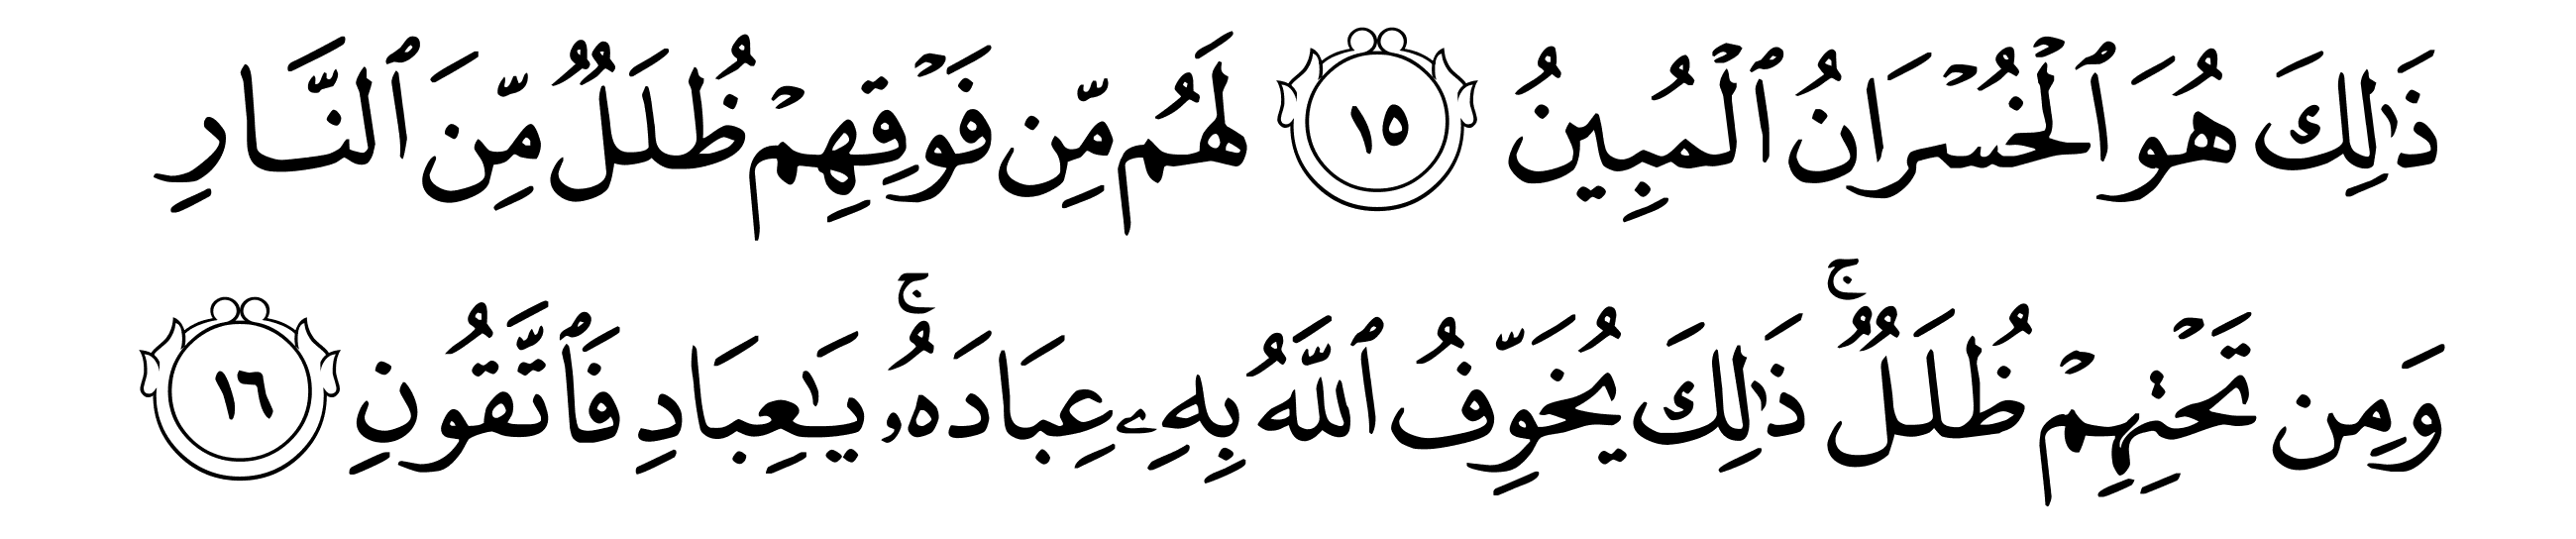 ذَٰلِكَ هُوَ ٱلْخُسْرَانُ ٱلْمُبِينُ ١٥ لَهُم مِّن فَوْقِهِمْ ظُلَلٌ مِّنَ ٱلنَّارِ
وَمِن تَحْتِهِمْ ظُلَلٌ ۚ ذَٰلِكَ يُخَوِّفُ ٱللَّهُ بِهِۦ عِبَادَهُۥ ۚ يَـٰعِبَادِ فَٱتَّقُونِ ١٦